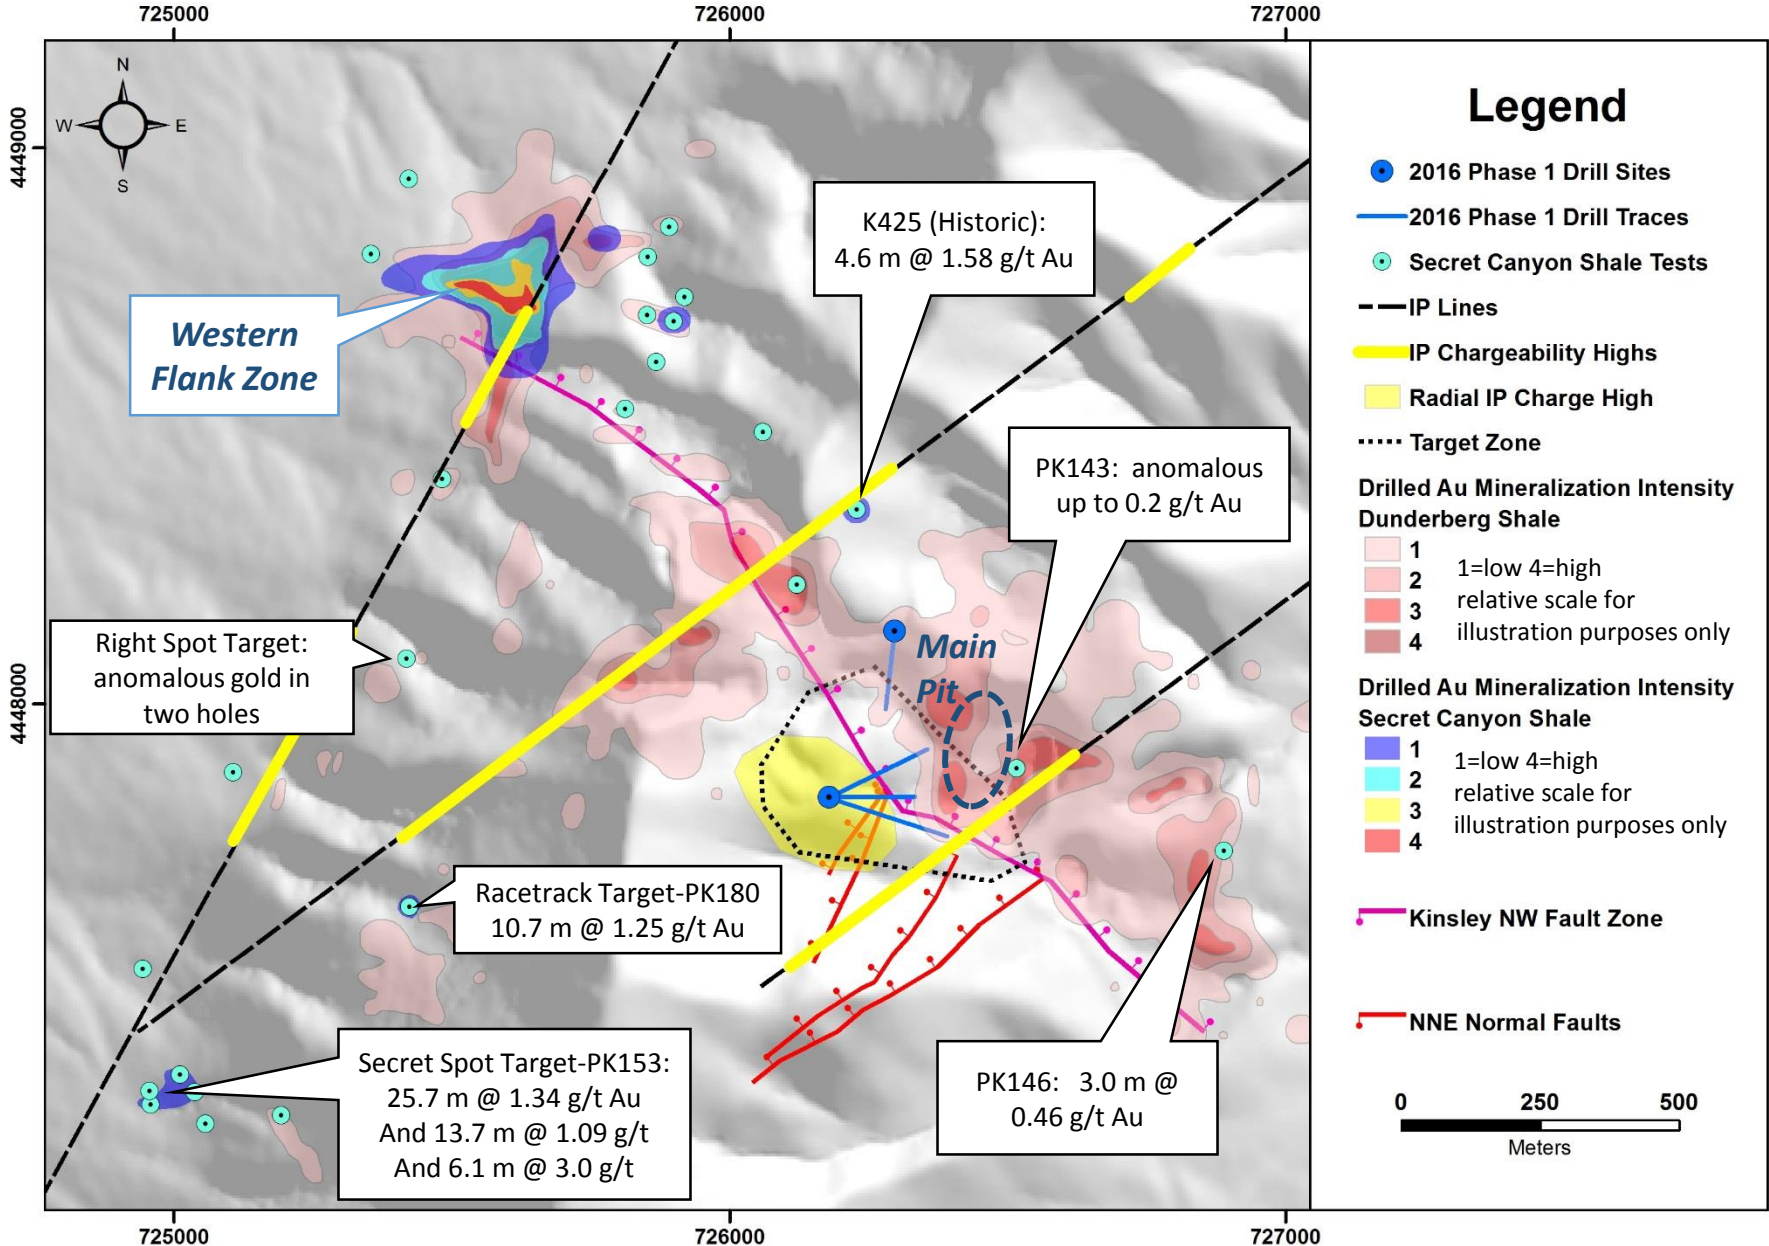 725000
726000
727000
4449000
4448000
N
W
E
S
K425 (Historic):
4.6 m @ 1.58 g/t Au
Western
Flank Zone
PK143:  anomalous
up to 0.2 g/t Au
Right Spot Target:
anomalous gold in
two holes
Main
Pit
Racetrack Target-PK180
10.7 m @ 1.25 g/t Au
Secret Spot Target-PK153:
25.7 m @ 1.34 g/t Au
And 13.7 m @ 1.09 g/t
And 6.1 m @ 3.0 g/t
PK146:   3.0 m @
0.46 g/t Au
725000
726000
727000
Legend
2016 Phase 1 Drill Sites
2016 Phase 1 Drill Traces
Secret Canyon Shale Tests
IP Lines
IP Chargeability Highs
Radial IP Charge High
Target Zone
Drilled Au Mineralization Intensity
Dunderberg Shale
1
2
3
4
1=low 4=high
relative scale for
illustration purposes only
Drilled Au Mineralization Intensity
Secret Canyon Shale
1
2
3
4
1=low 4=high
relative scale for
illustration purposes only
Kinsley NW Fault Zone
NNE Normal Faults
0
250
500
Meters